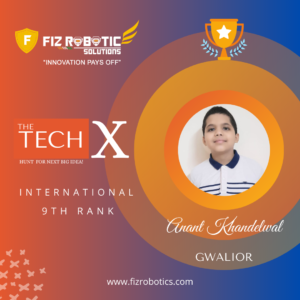 F
FIZ ROBOTIC
SOLUTIONS
"INNOVATION PAYS OFF"
THE
TECH X
HUNT FOR NEXT BIG IDEA!
INTERNATIONAL
9TH RANK
Anant Khandelwal
GWALIOR
www.fizrobotics.com